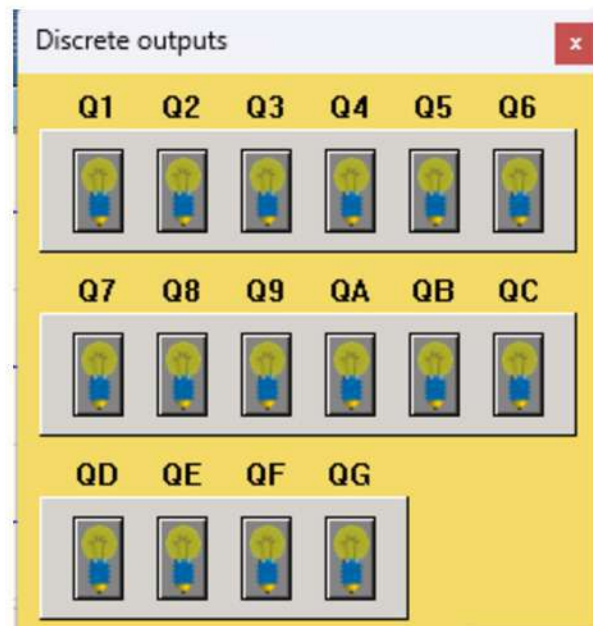 Discrete outputs
x
Q1 Q2 Q3 Q4 Q5 Q6
Q7 Q8 Q9 QA QB QC
QD QE QF QG